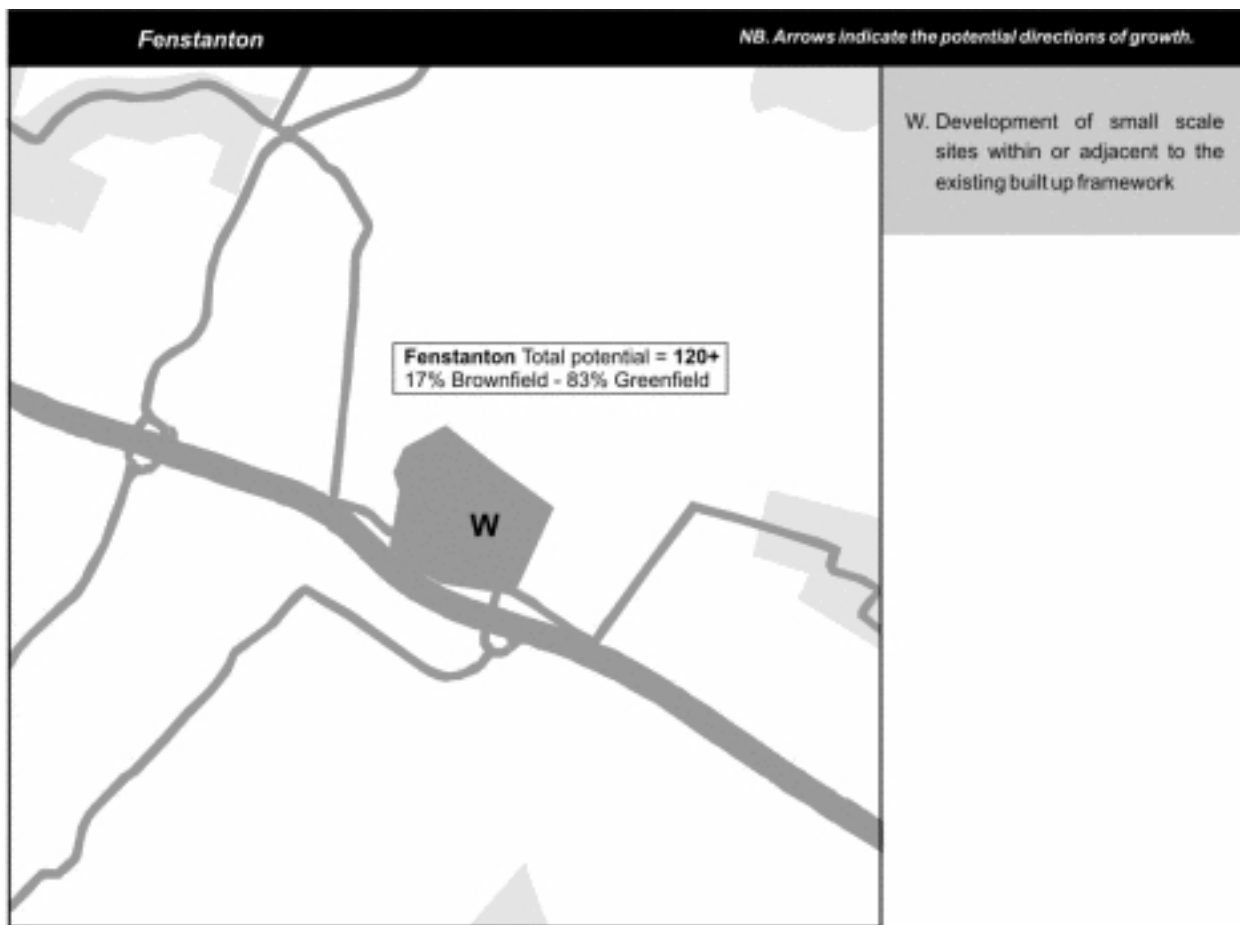 Fenstanton
NB. Arrows indicate the potential directions of growth.
W. Development of small scale
sites within or adjacent to the
existing built up framework
Fenstanton Total potential = 120+
17% Brownfield - 83% Greenfield
W